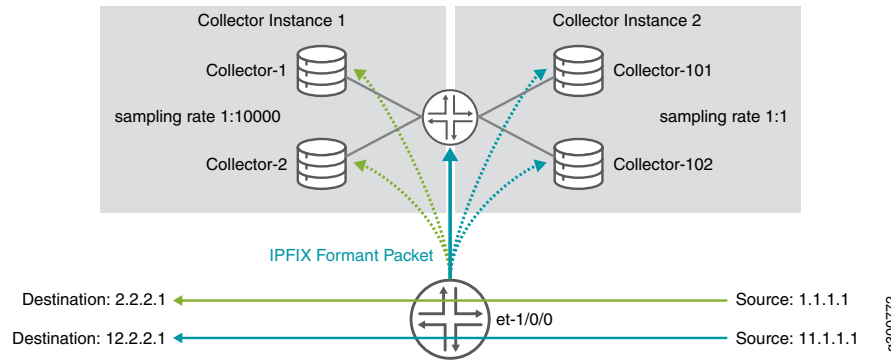 Collector Instance 1
Collector Instance 2
Collector-1
Collector-101
sampling rate 1:10000
sampling rate 1:1
Collector-2
Collector-102
IPFIX Formant Packet
Destination: 2.2.2.1
Source: 1.1.1.1
et-1/0/0
Destination: 12.2.2.1
Source: 11.1.1.1